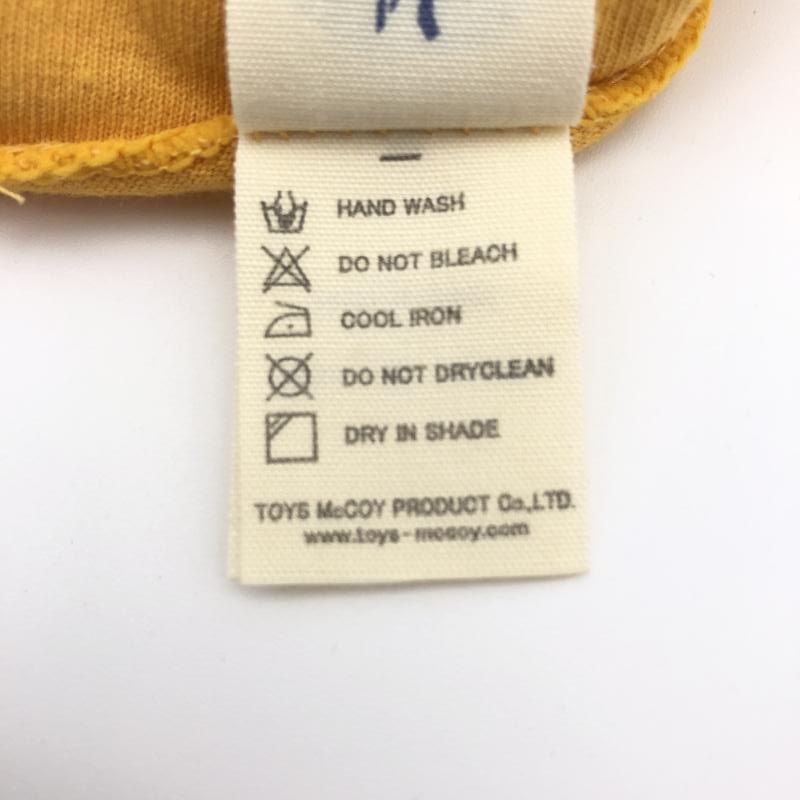 HAND WASH
DO NOT BLEACH
COOL IRON
DO NOT DRYCLEAN
DRY IN SHADE
TOYS McCOY PRODUCT Co.,LTD.
www.toys-mccoy.com